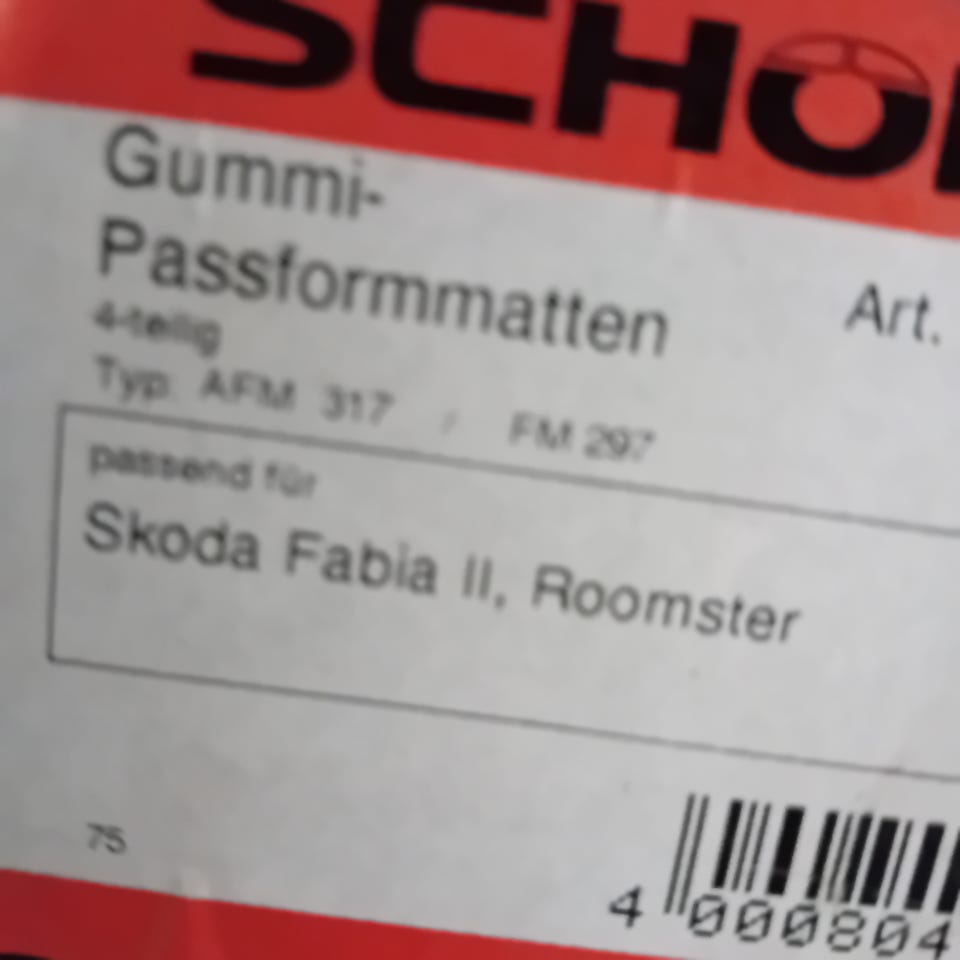 SCHO
Gummi-
Passformmatten
Art.
4-teilig
Typ: AFM 317 / FM 297
passend für
Skoda Fabia II, Roomster
75
4 000804